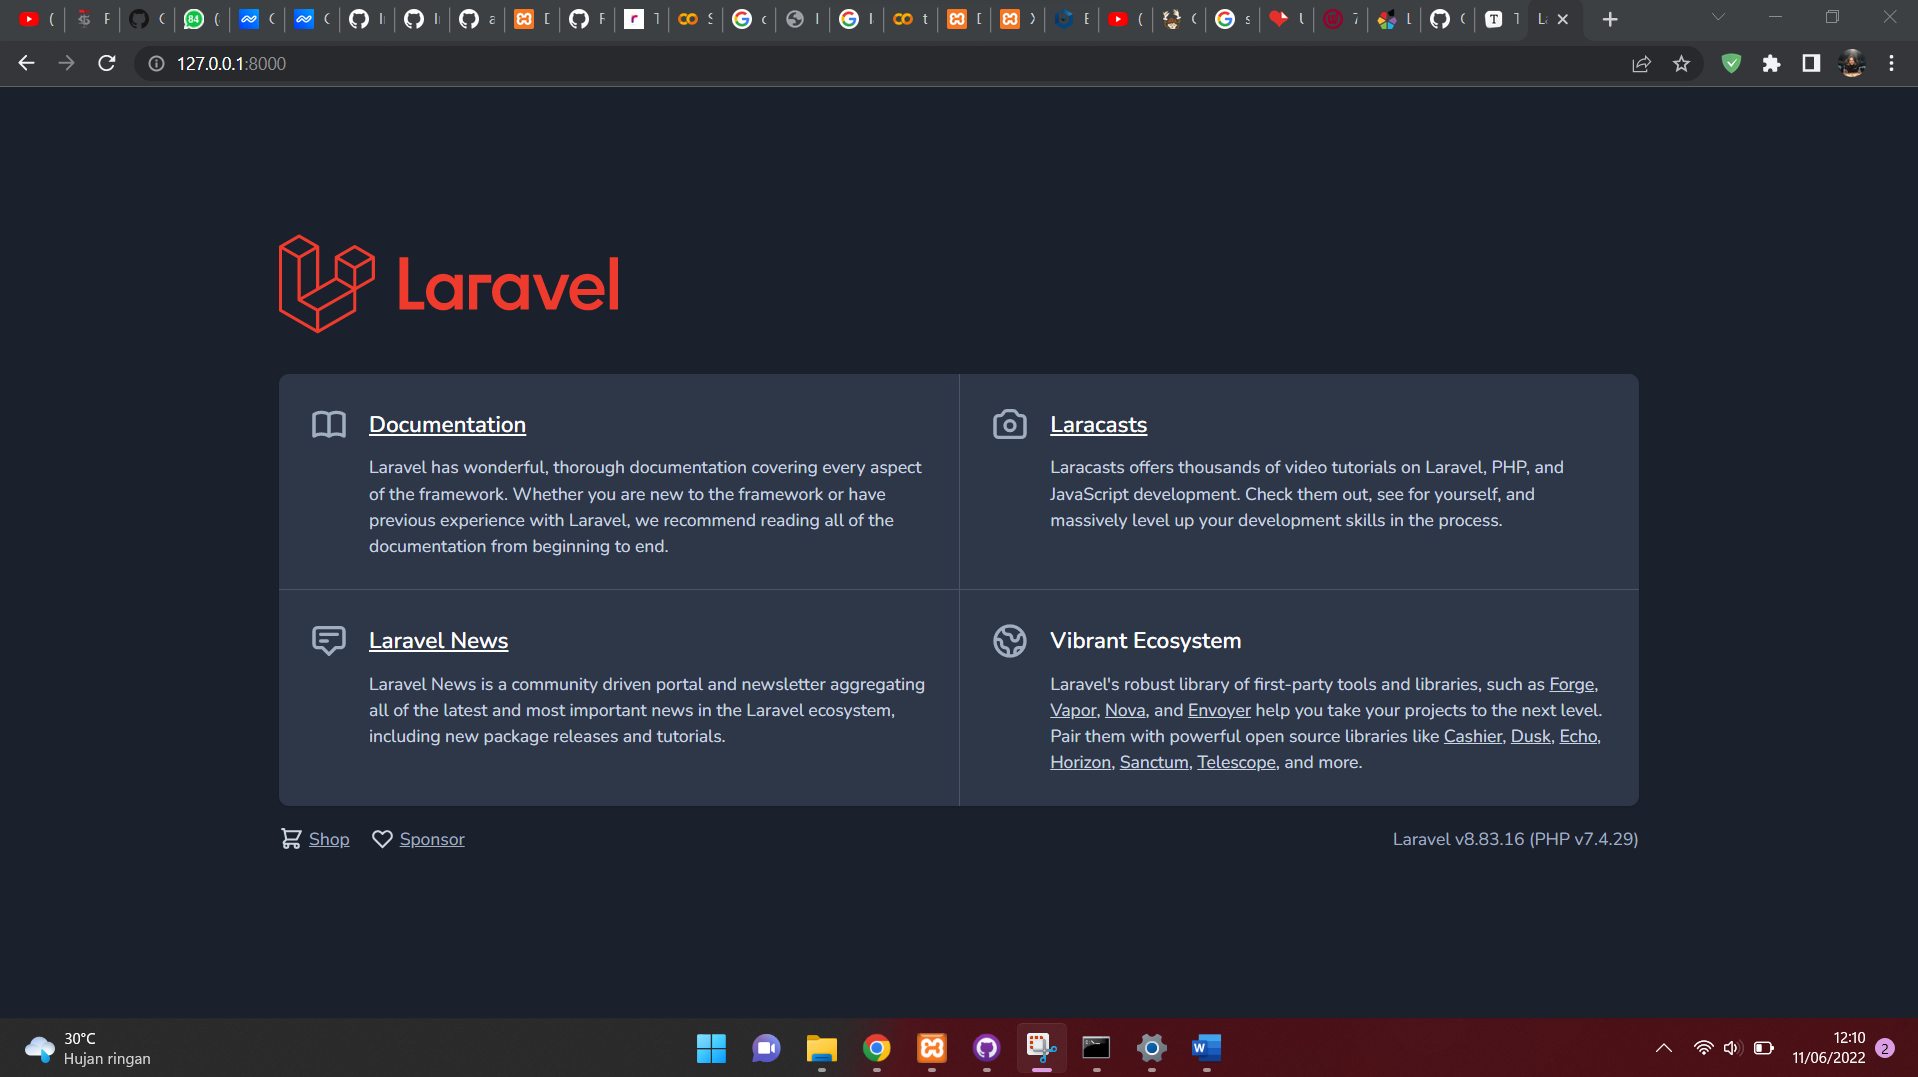 84
127.0.0.1:8000
Laravel
Documentation
Laravel has wonderful, thorough documentation covering every aspect
of the framework. Whether you are new to the framework or have
previous experience with Laravel, we recommend reading all of the
documentation from beginning to end.
Laracasts
Laracasts offers thousands of video tutorials on Laravel, PHP, and
JavaScript development. Check them out, see for yourself, and
massively level up your development skills in the process.
Laravel News
Laravel News is a community driven portal and newsletter aggregating
all of the latest and most important news in the Laravel ecosystem,
including new package releases and tutorials.
Vibrant Ecosystem
Laravel's robust library of first-party tools and libraries, such as Forge,
Vapor, Nova, and Envoyer help you take your projects to the next level.
Pair them with powerful open source libraries like Cashier, Dusk, Echo,
Horizon, Sanctum, Telescope, and more.
Shop
Sponsor
Laravel v8.83.16 (PHP v7.4.29)
30°C
Hujan ringan
12:10
11/06/2022
2